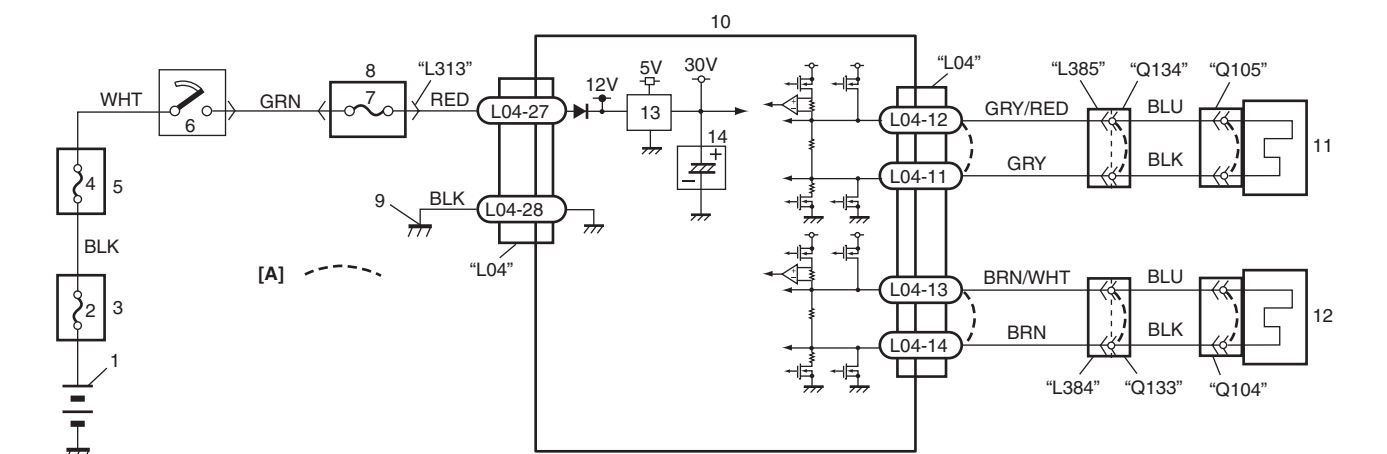 10
8
"L313"
12V
5V
30V
"L04"
"L385"
"Q134"
"Q105"
WHT
6
GRN
7
RED
L04-27
13
L04-12
GRY/RED
BLU
14
+
−
11
4
5
L04-11
GRY
BLK
9
BLK
L04-28
BLK
"L04"
[A]
L04-13
BRN/WHT
BLU
2
3
12
L04-14
BRN
BLK
1
"L384"
"Q133"
"Q104"